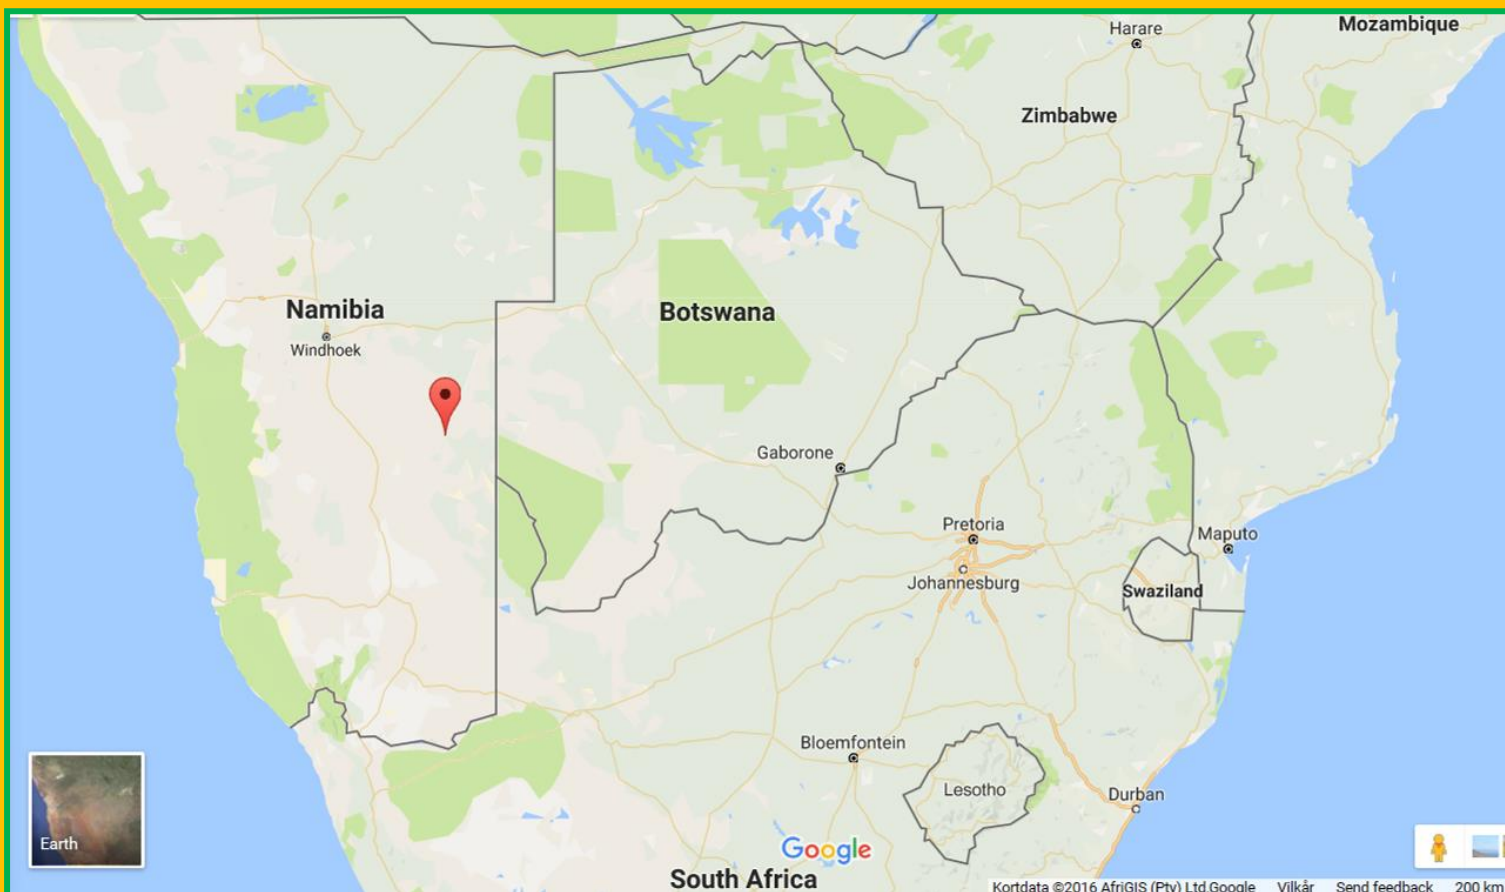 Harare
Mozambique
Zimbabwe
Namibia
Windhoek
Botswana
Gaborone
Pretoria
Johannesburg
Maputo
Swaziland
Bloemfontein
Lesotho
Durban
Earth
Google
South Africa
Kortdata ©2016 AfriGIS (Pty) Ltd,Google Vilkår Send feedback 200 km